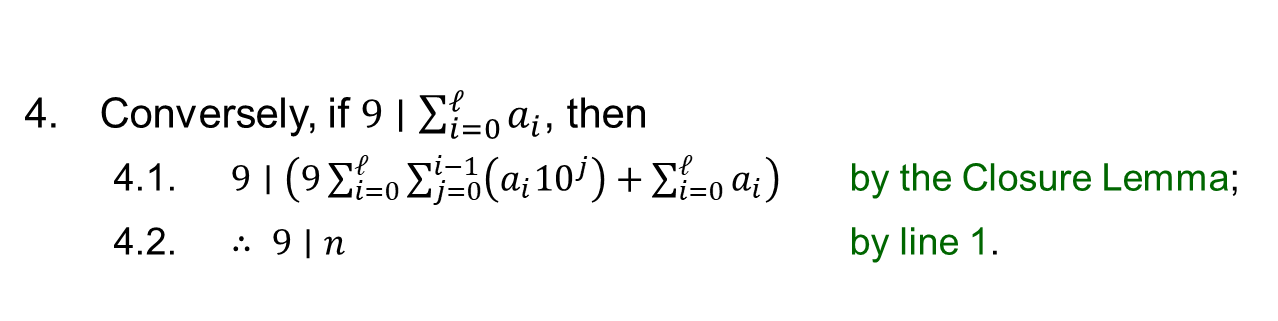 4. Conversely, if 9 ∣ ∑_{i=0}^{ℓ} a_i, then
4.1. 9 ∣ (9 ∑_{i=0}^{ℓ} ∑_{j=0}^{i−1}(a_i 10^j) + ∑_{i=0}^{ℓ} a_i) by the Closure Lemma;
4.2. ∴ 9 ∣ n by line 1.